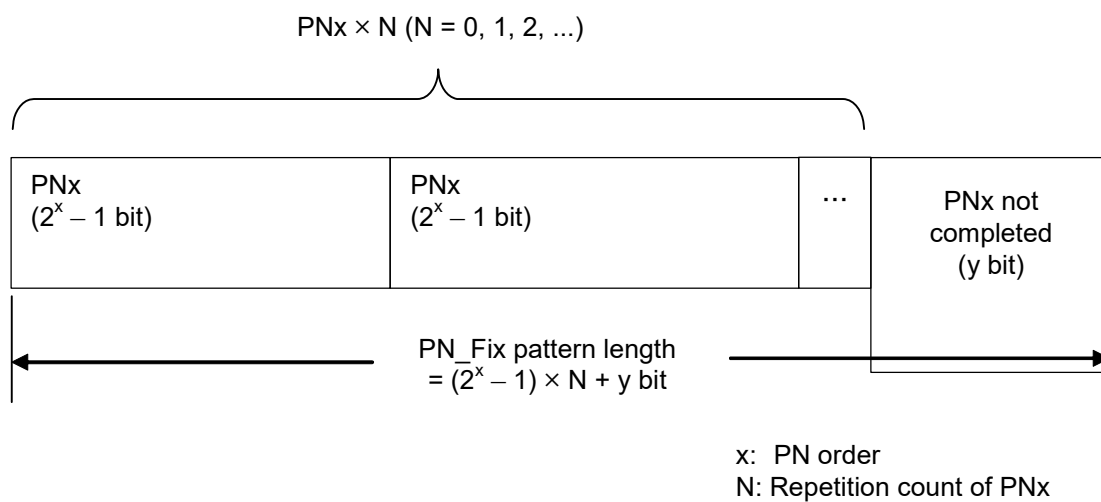 PNx × N (N = 0, 1, 2, ...)
PNx
(2^x – 1 bit)
PNx
(2^x – 1 bit)
...
PNx not
completed
(y bit)
PN_Fix pattern length
= (2^x – 1) × N + y bit
x: PN order
N: Repetition count of PNx